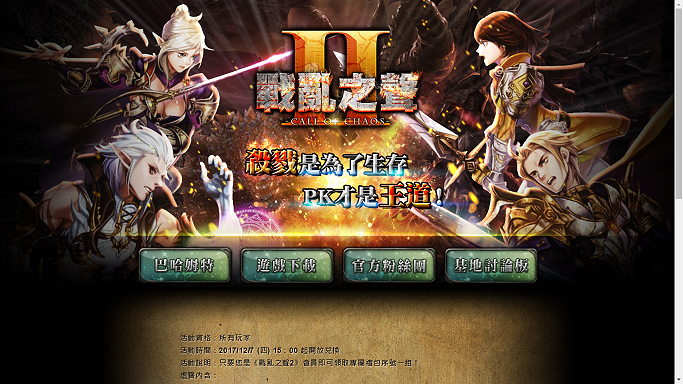 II
戰亂之聲
CALL OF CHAOS
殺戮是為了生存
PK才是王道！
巴哈姆特
遊戲下載
官方粉絲團
基地討論板
活動資格：所有玩家
活動時間：2017/12/7 (四) 15：00 起開放兌換
活動說明：只要您是《戰亂之聲2》會員即可領取專屬禮包序號一組！
虛寶內含：